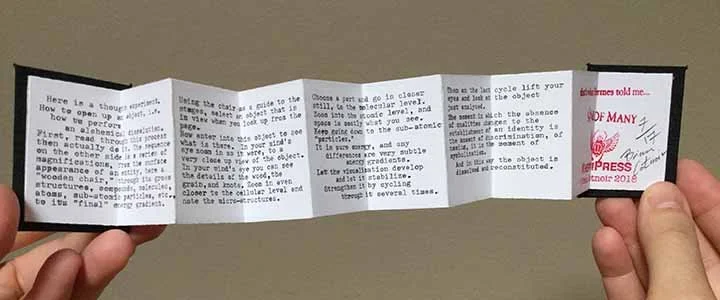 Here is a thought experiment.
How to open up an object, i.e.
how we perform
an alchemic dissolution.
First, read through this process
then actually do it. The sequence
on the other side is a series of
magnifications, from the surface
appearance of an entity, here a
"wooden chair," through its gross
structures, compounds, molecules,
atoms, sub-atomic particles, etc.,
to its "final" energy gradient.
Using the chair as a guide to the
stages, select an object that is
in view when you look up from the
page.
Now enter into this object to see
what is there. In your mind's
eye zoom in as it were, to a
very close up view of the object.
In your mind's eye you can see
the details of the wood, the
grain, and knots. Zoom in even
closer to the cellular level and
note the micro-structures.
Choose a part and go in closer
still, to the molecular level.
Zoom into the atomic level, and
space is mostly what you see.
Keep going down to the sub-atomic
"particles."
It is pure energy, and any
differences are very subtle
energy gradients.
Let the visualization develop
and let it stabilize.
Strengthen it by cycling
through it several times.
Then on the last cycle lift your
eyes and look at the object
just analyzed.
The moment in which the absence
of qualities changes to the
establishment of an identity is
the moment of discrimination, of
naming, it is the moment of
symbolization.
And in this way the object is
dissolved and reconstituted.
hermes told me...
OF MANY
7
17
PRESS
2018